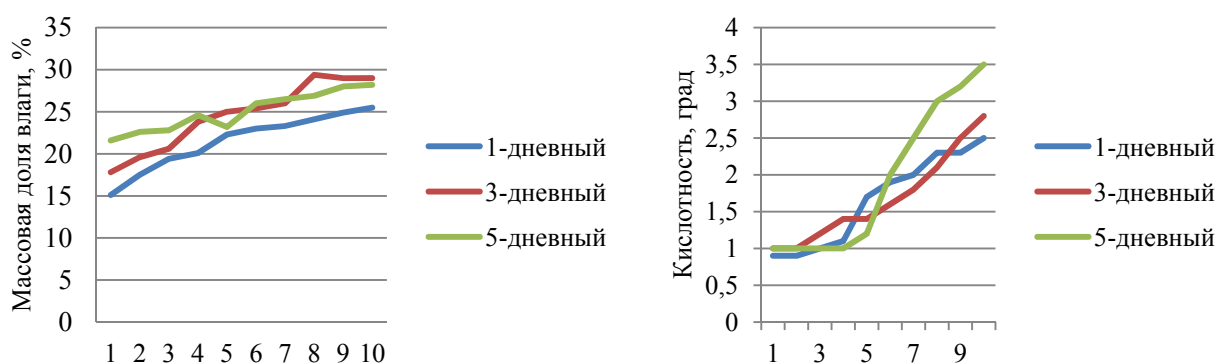 Массовая доля влаги, %
35
30
25
20
15
10
5
0
1 2 3 4 5 6 7 8 9 10
1-дневный
3-дневный
5-дневный
Кислотность, град
4
3,5
3
2,5
2
1,5
1
0,5
0
1 3 5 7 9
1-дневный
3-дневный
5-дневный